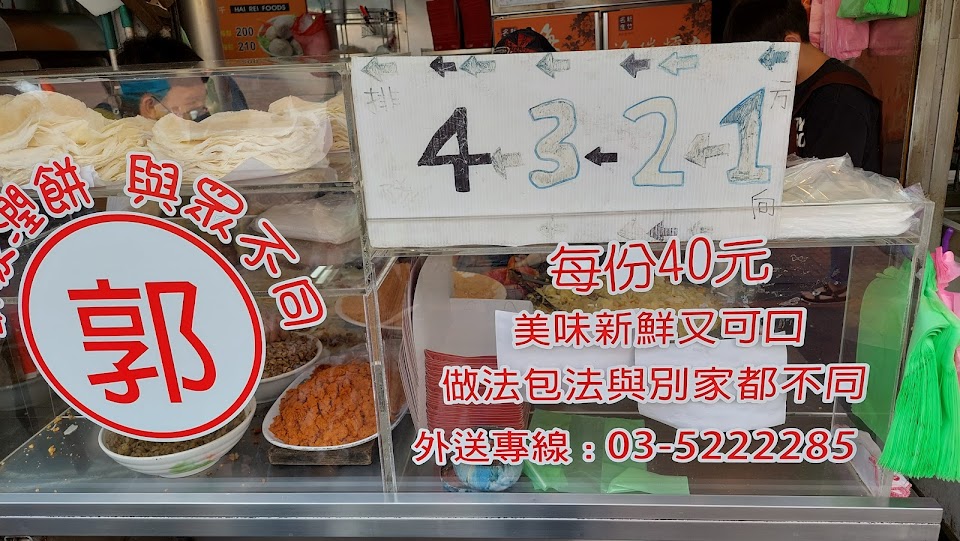 HAI REI FOODS
200
210
排 4 3 2 1 方向
潤餅與眾不同
郭
每份40元
美味新鮮又可口
做法包法與別家都不同
外送專線：03-5222285